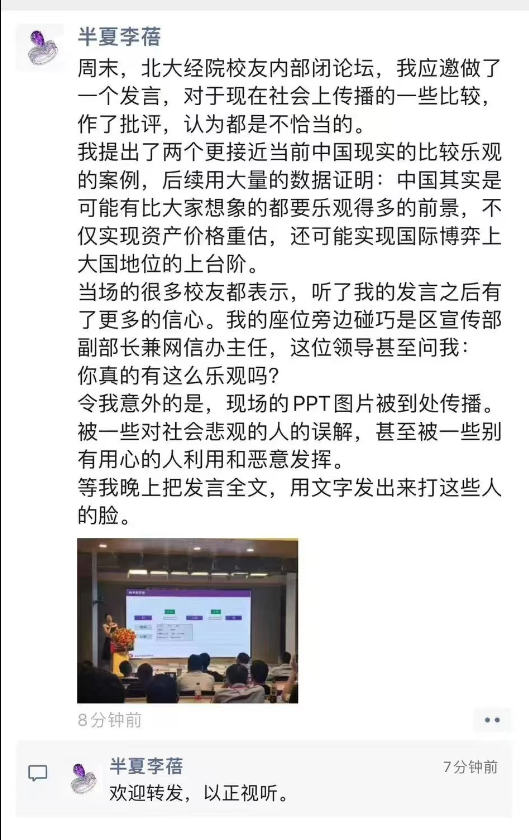 半夏李蓓
周末，北大经院校友内部闭论坛，我应邀做了
一个发言，对于现在社会上传播的一些比较，
作了批评，认为都是不恰当的。
我提出了两个更接近当前中国现实的比较乐观
的案例，后续用大量的数据证明：中国其实是
可能有比大家想象的都要乐观得多的前景，不
仅实现资产价格重估，还可能实现国际博弈上
大国地位的上台阶。
当场的很多校友都表示，听了我的发言之后有
了更多的信心。我的座位旁边碰巧是区宣传部
副部长兼网信办主任，这位领导甚至问我：
你真的有这么乐观吗？
令我意外的是，现场的PPT图片被到处传播。
被一些对社会悲观的人的误解，甚至被一些别
有用心的人利用和恶意发挥。
等我晚上把发言全文，用文字发出来打这些人
的脸。
8分钟前
半夏李蓓
7分钟前
欢迎转发，以正视听。